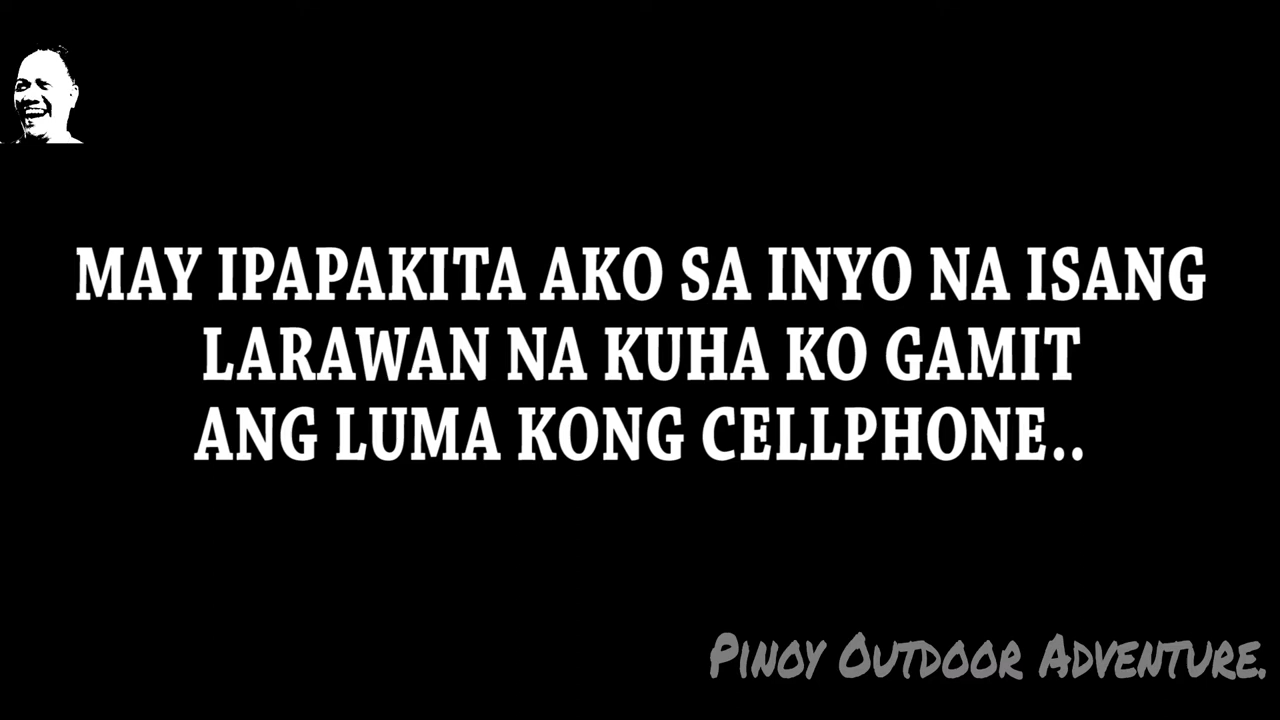 MAY IPAPAKITA AKO SA INYO NA ISANG
LARAWAN NA KUHA KO GAMIT
ANG LUMA KONG CELLPHONE..
PINOY OUTDOOR ADVENTURE.